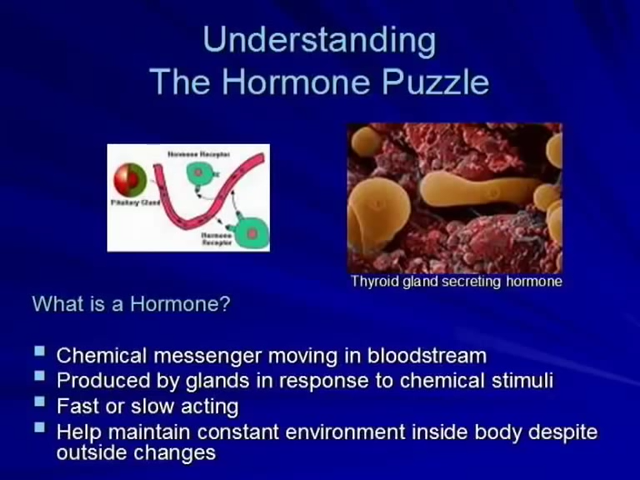 Understanding
The Hormone Puzzle
Hormone Receptor
Pituitary Gland
Hormone
Receptor
Thyroid gland secreting hormone
What is a Hormone?
Chemical messenger moving in bloodstream
Produced by glands in response to chemical stimuli
Fast or slow acting
Help maintain constant environment inside body despite
outside changes